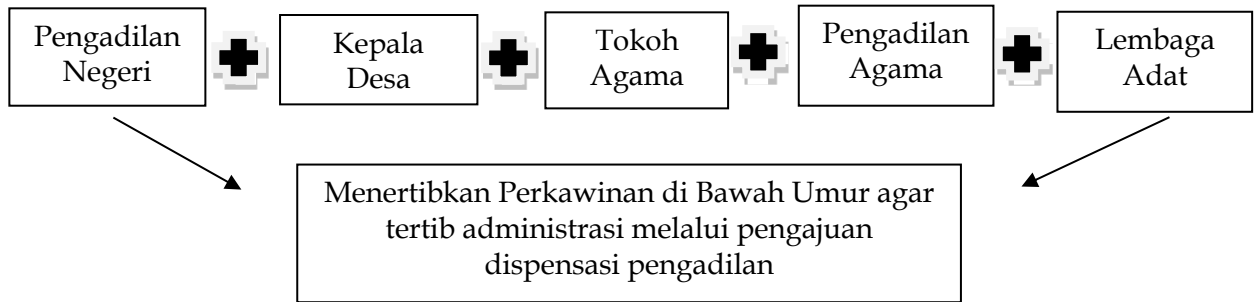 Pengadilan
Negeri
Kepala
Desa
Tokoh
Agama
Pengadilan
Agama
Lembaga
Adat
Menertibkan Perkawinan di Bawah Umur agar
tertib administrasi melalui pengajuan
dispensasi pengadilan